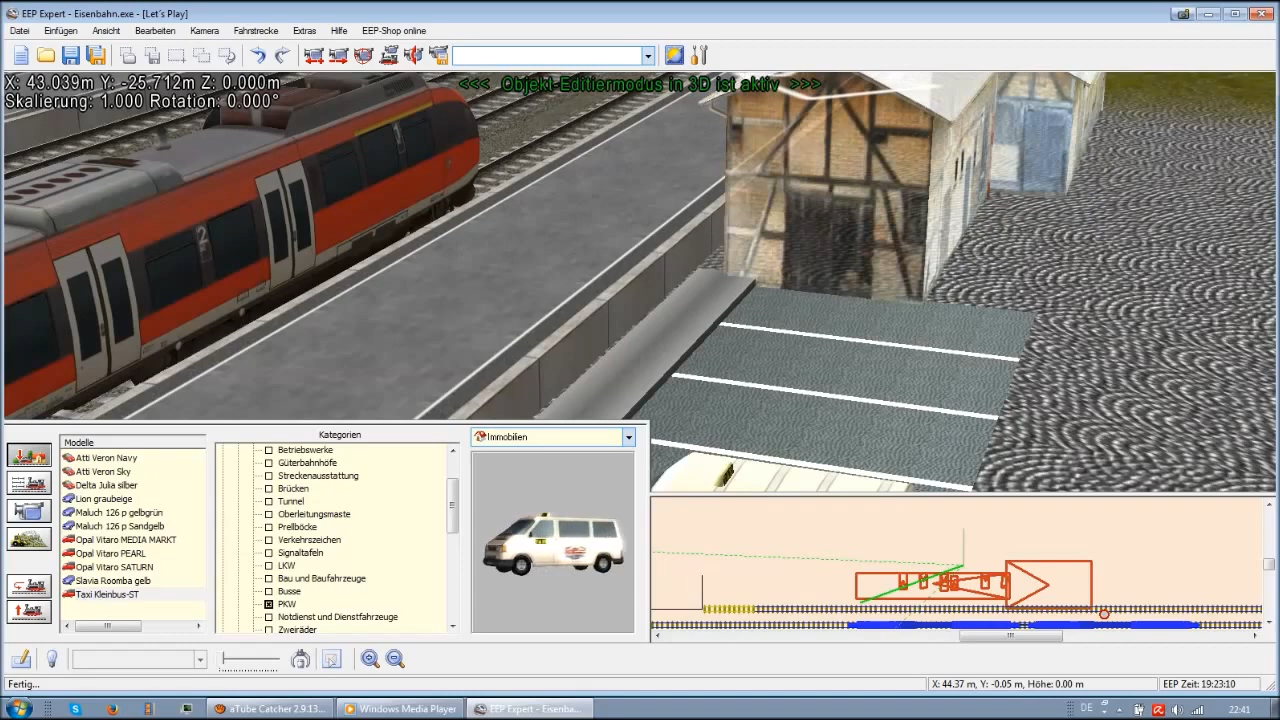 EEP Expert - Eisenbahn.exe - [Let´s Play]
Datei Einfügen Ansicht Bearbeiten Kamera Fahrstrecke Extras Hilfe EEP-Shop online
X: 43.039m Y: -25.712m Z: 0.000m
<<< Objekt-Editiermodus in 3D ist aktiv >>>
Skalierung: 1.000 Rotation: 0.000°
2
Modelle
Atti Veron Navy
Atti Veron Sky
Delta Julia silber
Lion graubeige
Maluch 126 p gelbgrün
Maluch 126 p Sandgelb
Opal Vitaro MEDIA MARKT
Opal Vitaro PEARL
Opal Vitaro SATURN
Slavia Roomba gelb
Taxi Kleinbus-ST
Kategorien
Betriebswerke
Güterbahnhöfe
Streckenausstattung
Brücken
Tunnel
Oberleitungsmaste
Prellböcke
Verkehrszeichen
Signaltafeln
LKW
Bau und Baufahrzeuge
Busse
PKW
Notdienst und Dienstfahrzeuge
Zweiräder
Immobilien
Fertig...
X: 44.37 m, Y: -0.05 m, Höhe: 0.00 m
EEP Zeit: 19:23:10
aTube Catcher 2.9.13...
Windows Media Player
EEP Expert - Eisenba...
DE
22:41